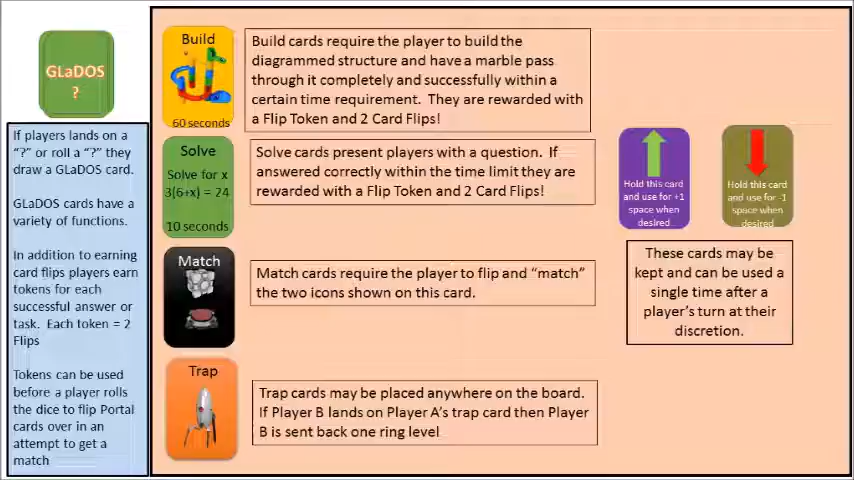 GLaDOS
?
If players lands on a
"?" or roll a "?" they
draw a GLaDOS card.
GLaDOS cards have a
variety of functions.
In addition to earning
card flips players earn
tokens for each
successful answer or
task. Each token = 2
Flips
Tokens can be used
before a player rolls
the dice to flip Portal
cards over in an
attempt to get a
match
Build
60 seconds
Build cards require the player to build the
diagrammed structure and have a marble pass
through it completely and successfully within a
certain time requirement. They are rewarded with
a Flip Token and 2 Card Flips!
Solve
Solve for x
3(6+x) = 24
10 seconds
Solve cards present players with a question. If
answered correctly within the time limit they are
rewarded with a Flip Token and 2 Card Flips!
Match
Match cards require the player to flip and "match"
the two icons shown on this card.
Trap
Trap cards may be placed anywhere on the board.
If Player B lands on Player A's trap card then Player
B is sent back one ring level
Hold this card
and use for +1
space when
desired
Hold this card
and use for -1
space when
desired
These cards may be
kept and can be used a
single time after a
player's turn at their
discretion.